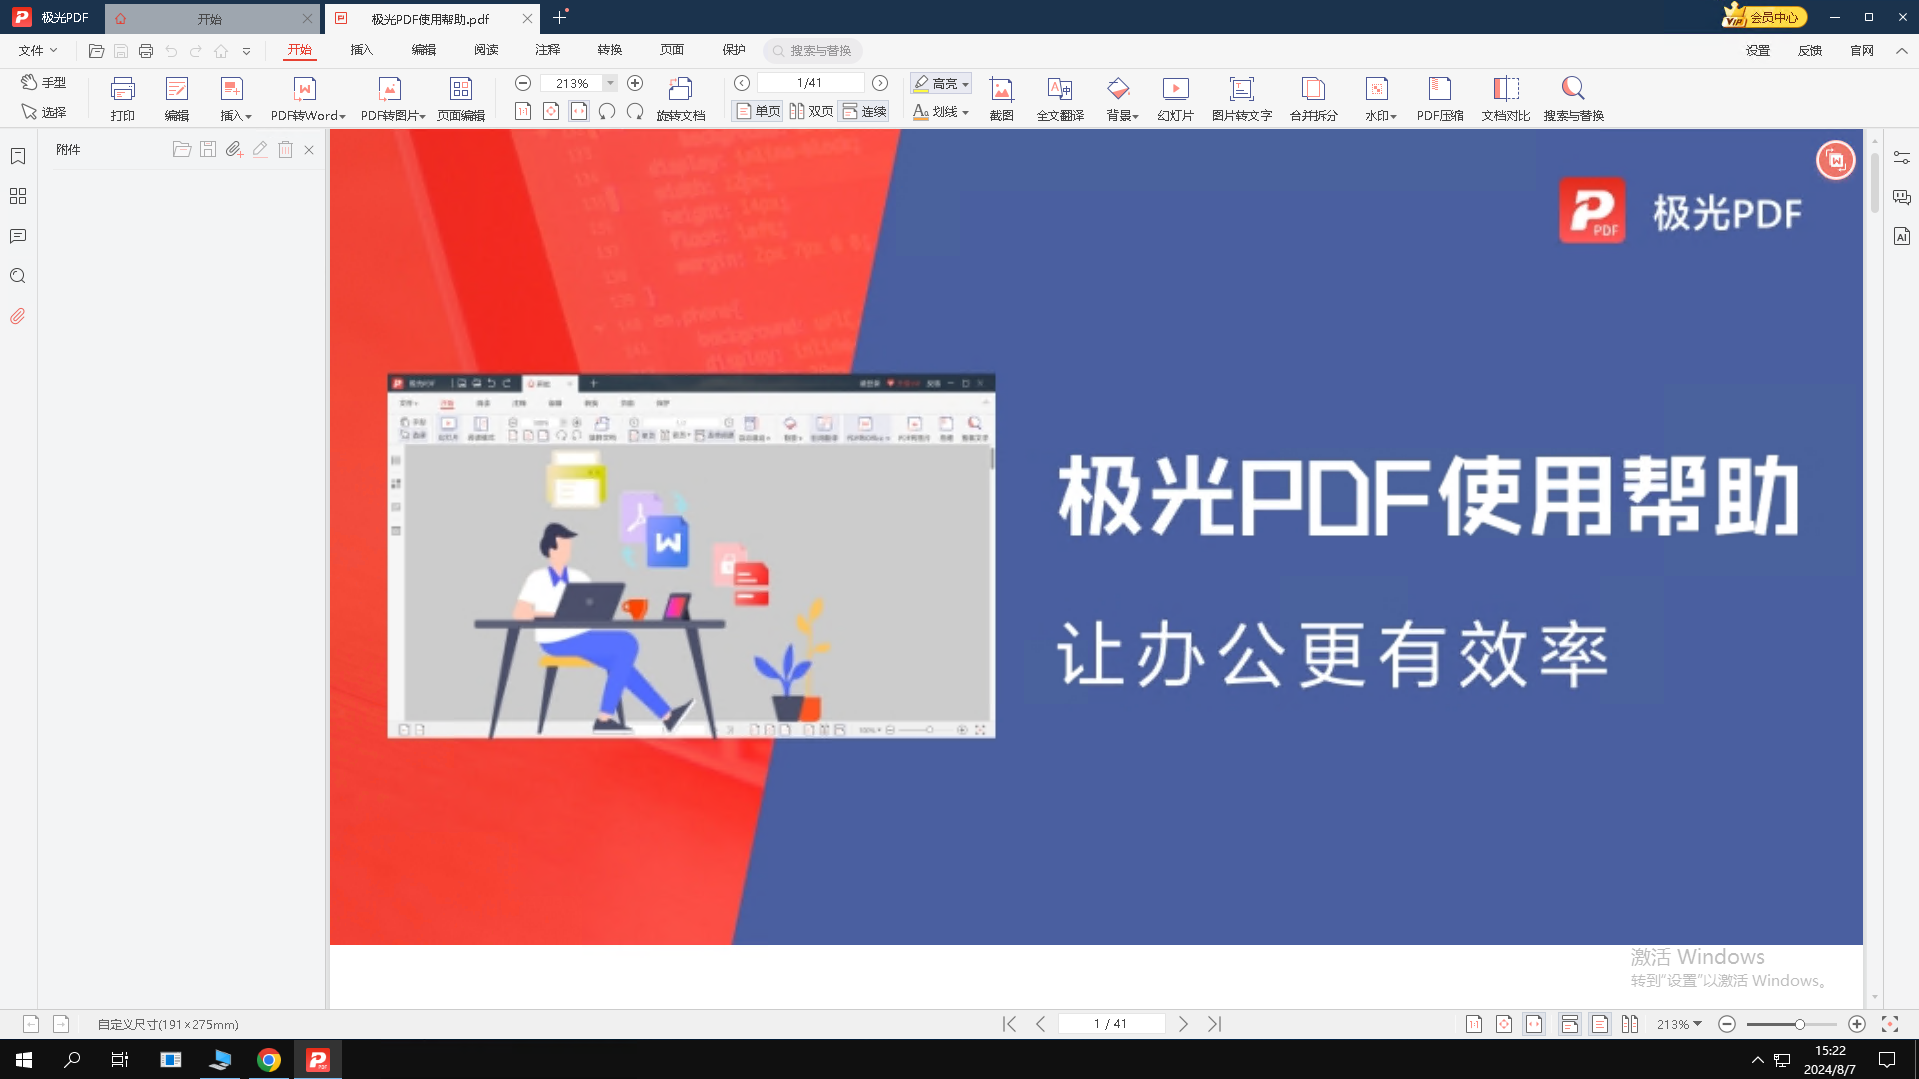 极光PDF
开始
极光PDF使用帮助.pdf
会员中心
文件
开始
插入
编辑
阅读
注释
转换
页面
保护
搜索与替换
设置
反馈
官网
手型
选择
打印
编辑
插入
PDF转Word
PDF转图片
页面编辑
213%
旋转文档
1/41
单页
双页
连续
高亮
划线
截图
全文翻译
背景
幻灯片
图片转文字
合并拆分
水印
PDF压缩
文档对比
搜索与替换
附件
极光PDF
极光PDF使用帮助
让办公更有效率
激活 Windows
转到"设置"以激活 Windows。
自定义尺寸(191×275mm)
1 / 41
213%
15:22
2024/8/7